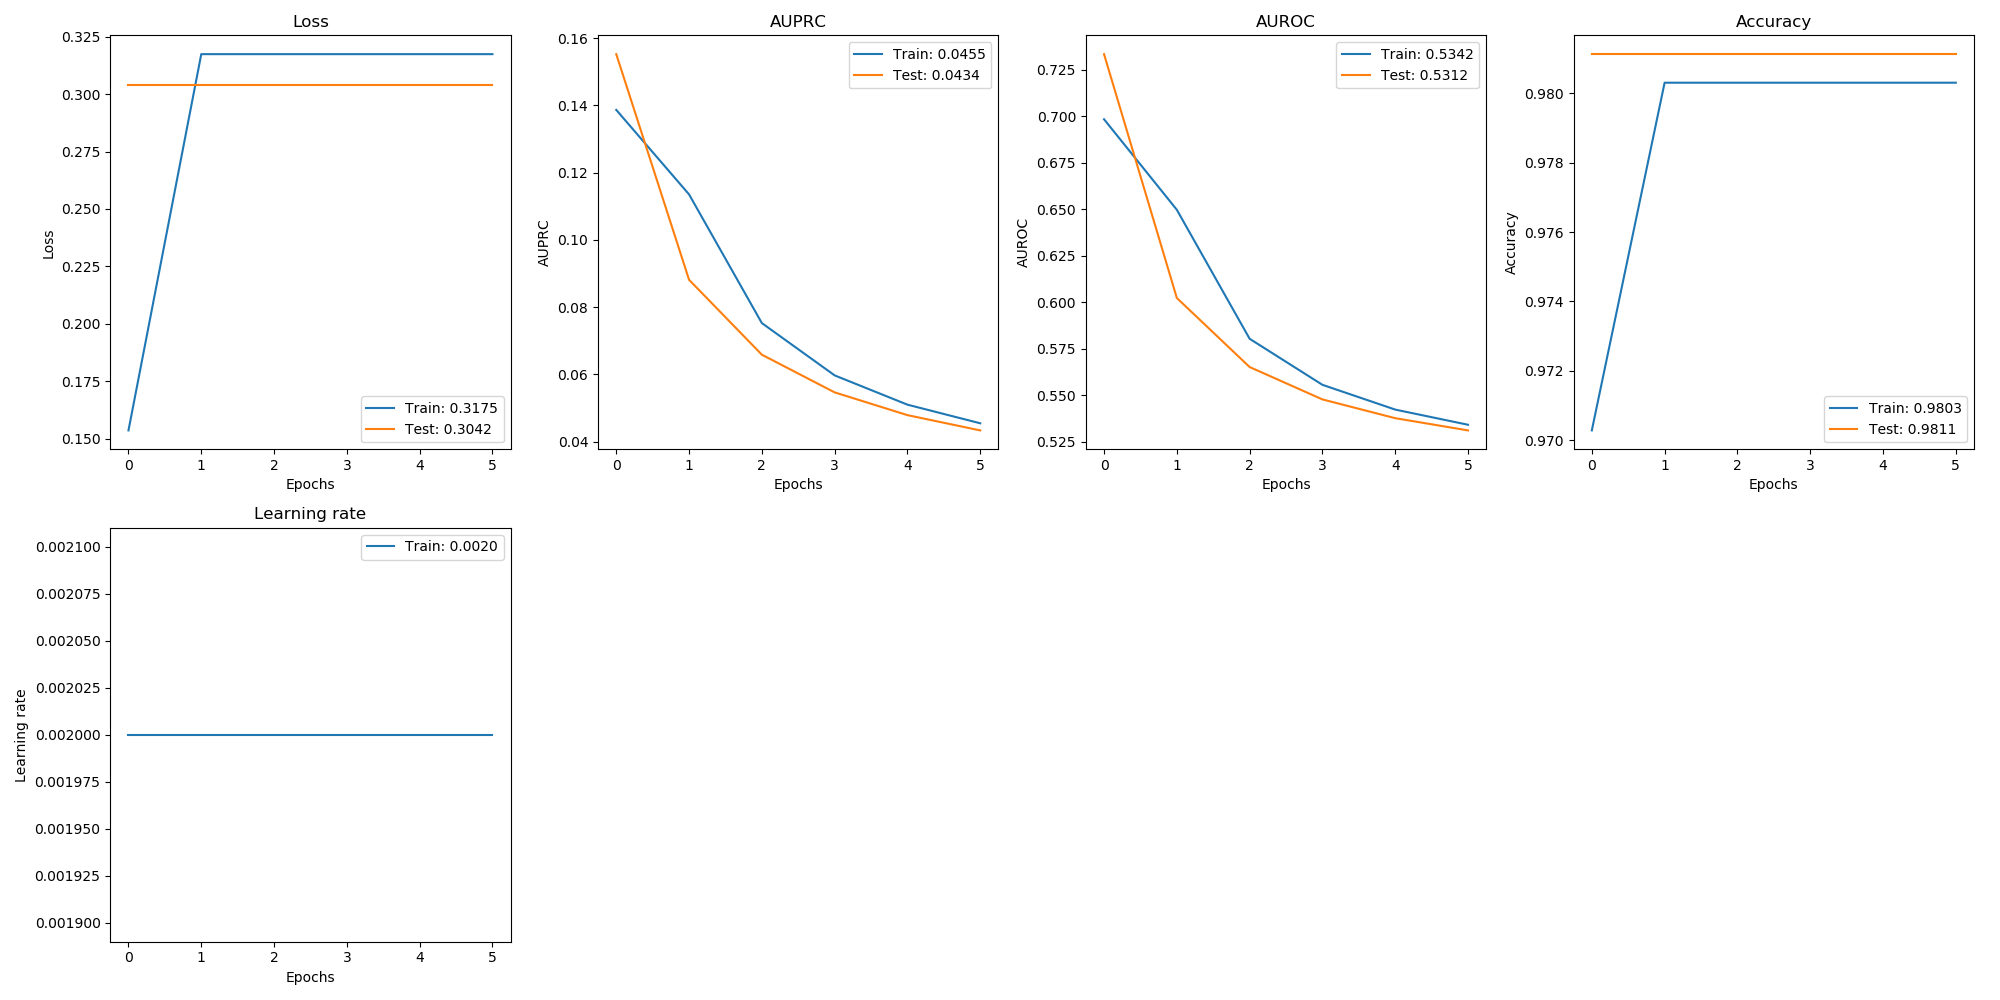 Loss
0.325
0.300
0.275
0.250
0.225
0.200
0.175
0.150
Loss
Train: 0.3175
Test: 0.3042
0 1 2 3 4 5
Epochs
AUPRC
0.16
0.14
0.12
0.10
0.08
0.06
0.04
AUPRC
Train: 0.0455
Test: 0.0434
0 1 2 3 4 5
Epochs
AUROC
0.725
0.700
0.675
0.650
0.625
0.600
0.575
0.550
0.525
AUROC
Train: 0.5342
Test: 0.5312
0 1 2 3 4 5
Epochs
Accuracy
0.980
0.978
0.976
0.974
0.972
0.970
Accuracy
Train: 0.9803
Test: 0.9811
0 1 2 3 4 5
Epochs
Learning rate
0.002100
0.002075
0.002050
0.002025
0.002000
0.001975
0.001950
0.001925
0.001900
Learning rate
Train: 0.0020
0 1 2 3 4 5
Epochs